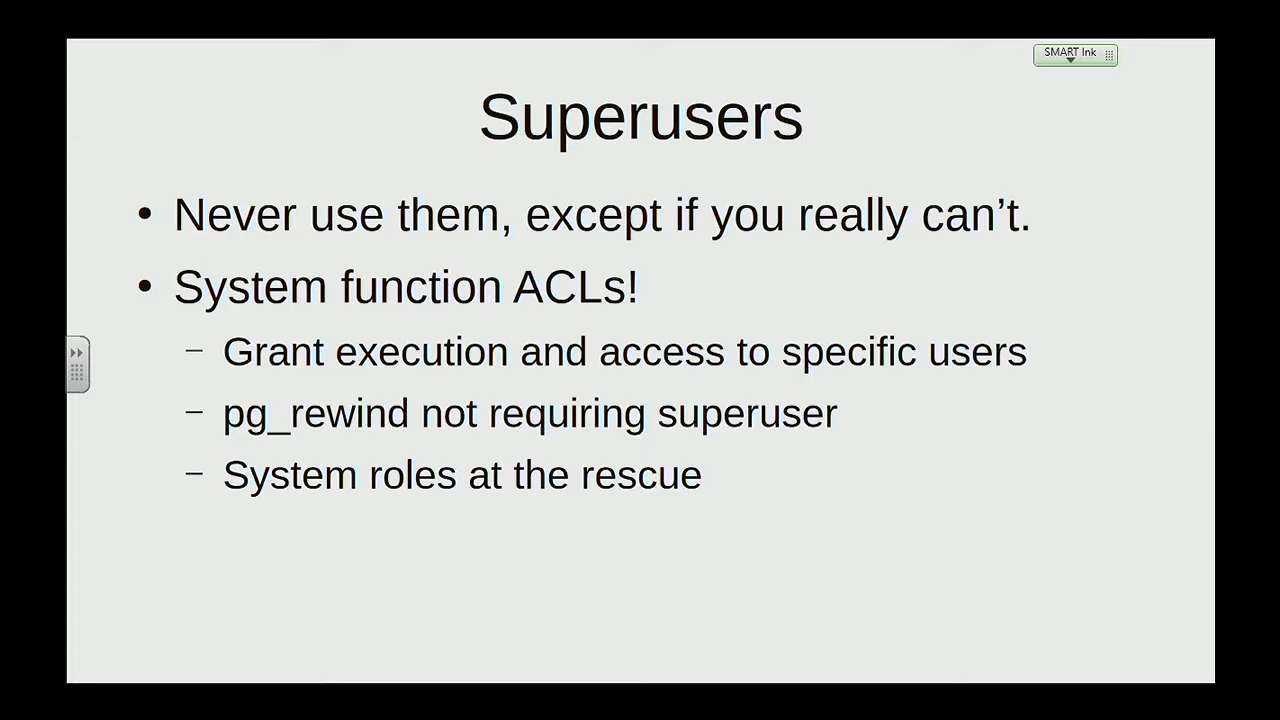 SMART Ink
Superusers
• Never use them, except if you really can’t.
• System function ACLs!
– Grant execution and access to specific users
– pg_rewind not requiring superuser
– System roles at the rescue